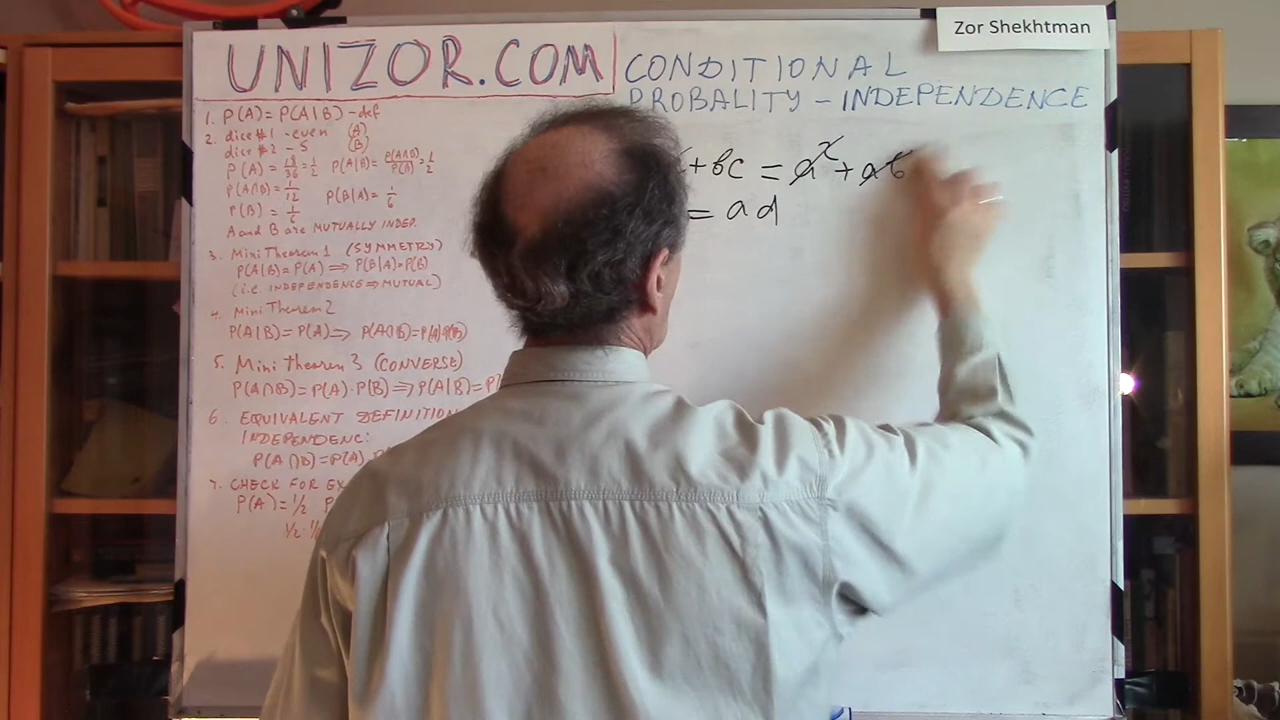 Zor Shekhtman
UNIZOR.COM
CONDITIONAL
PROBALITY - INDEPENDENCE
1. P(A) = P(A|B) - def
2. dice #1 - even (A)
dice #2 - 5 (B)
P(A) = 18/36 = 1/2 P(A|B) = P(A∩B)/P(A) = 1/2
P(A∩B) = 1/12 P(B|A) = 1/6
P(B) = 1/6
A and B are MUTUALLY INDEP.
3. Mini Theorem 1 (SYMMETRY)
P(A|B) = P(A) ⟹ P(B|A) = P(B)
(i.e. INDEPENDENCE ⟹ MUTUAL)
4. Mini Theorem 2
P(A|B) = P(A) ⟹ P(A∩B) = P(A)·P(B)
5. Mini Theorem 3 (CONVERSE)
P(A∩B) = P(A)·P(B) ⟹ P(A|B) = P(
6. EQUIVALENT DEFINITION
INDEPENDENC:
P(A∩B) = P(A)
7. CHECK FOR EX
P(A) = 1/2 P
1/2 · 1/
+ bc = a² + ab
= ad